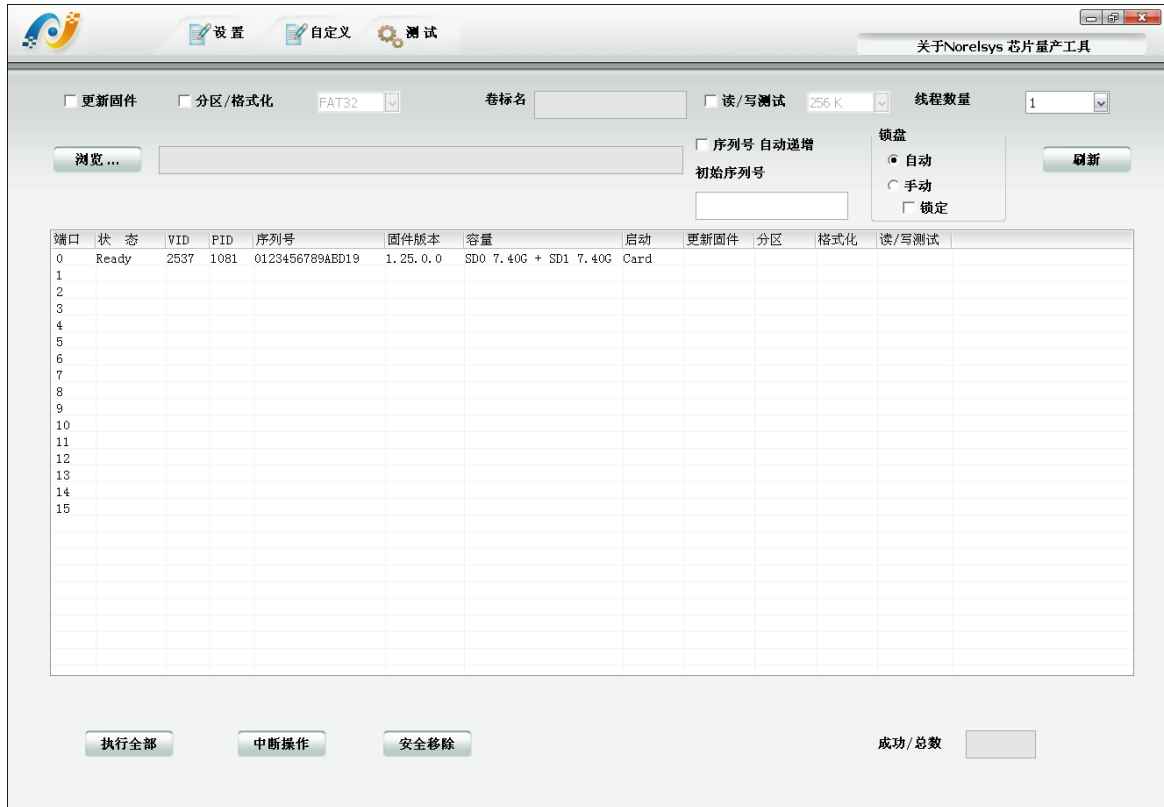 设 置 自定义 测 试
关于Norelsys 芯片量产工具
更新固件 分区/格式化 FAT32 卷标名 读/写测试 256 K 线程数量 1
浏览 ... 序列号 自动递增 锁盘
自动 刷新
初始序列号
手动
锁定
端口 状 态 VID PID 序列号 固件版本 容量 启动 更新固件 分区 格式化 读/写测试
0 Ready 2537 1081 0123456789ABD19 1.25.0.0 SD0 7.40G + SD1 7.40G Card
1
2
3
4
5
6
7
8
9
10
11
12
13
14
15
执行全部 中断操作 安全移除 成功/总数